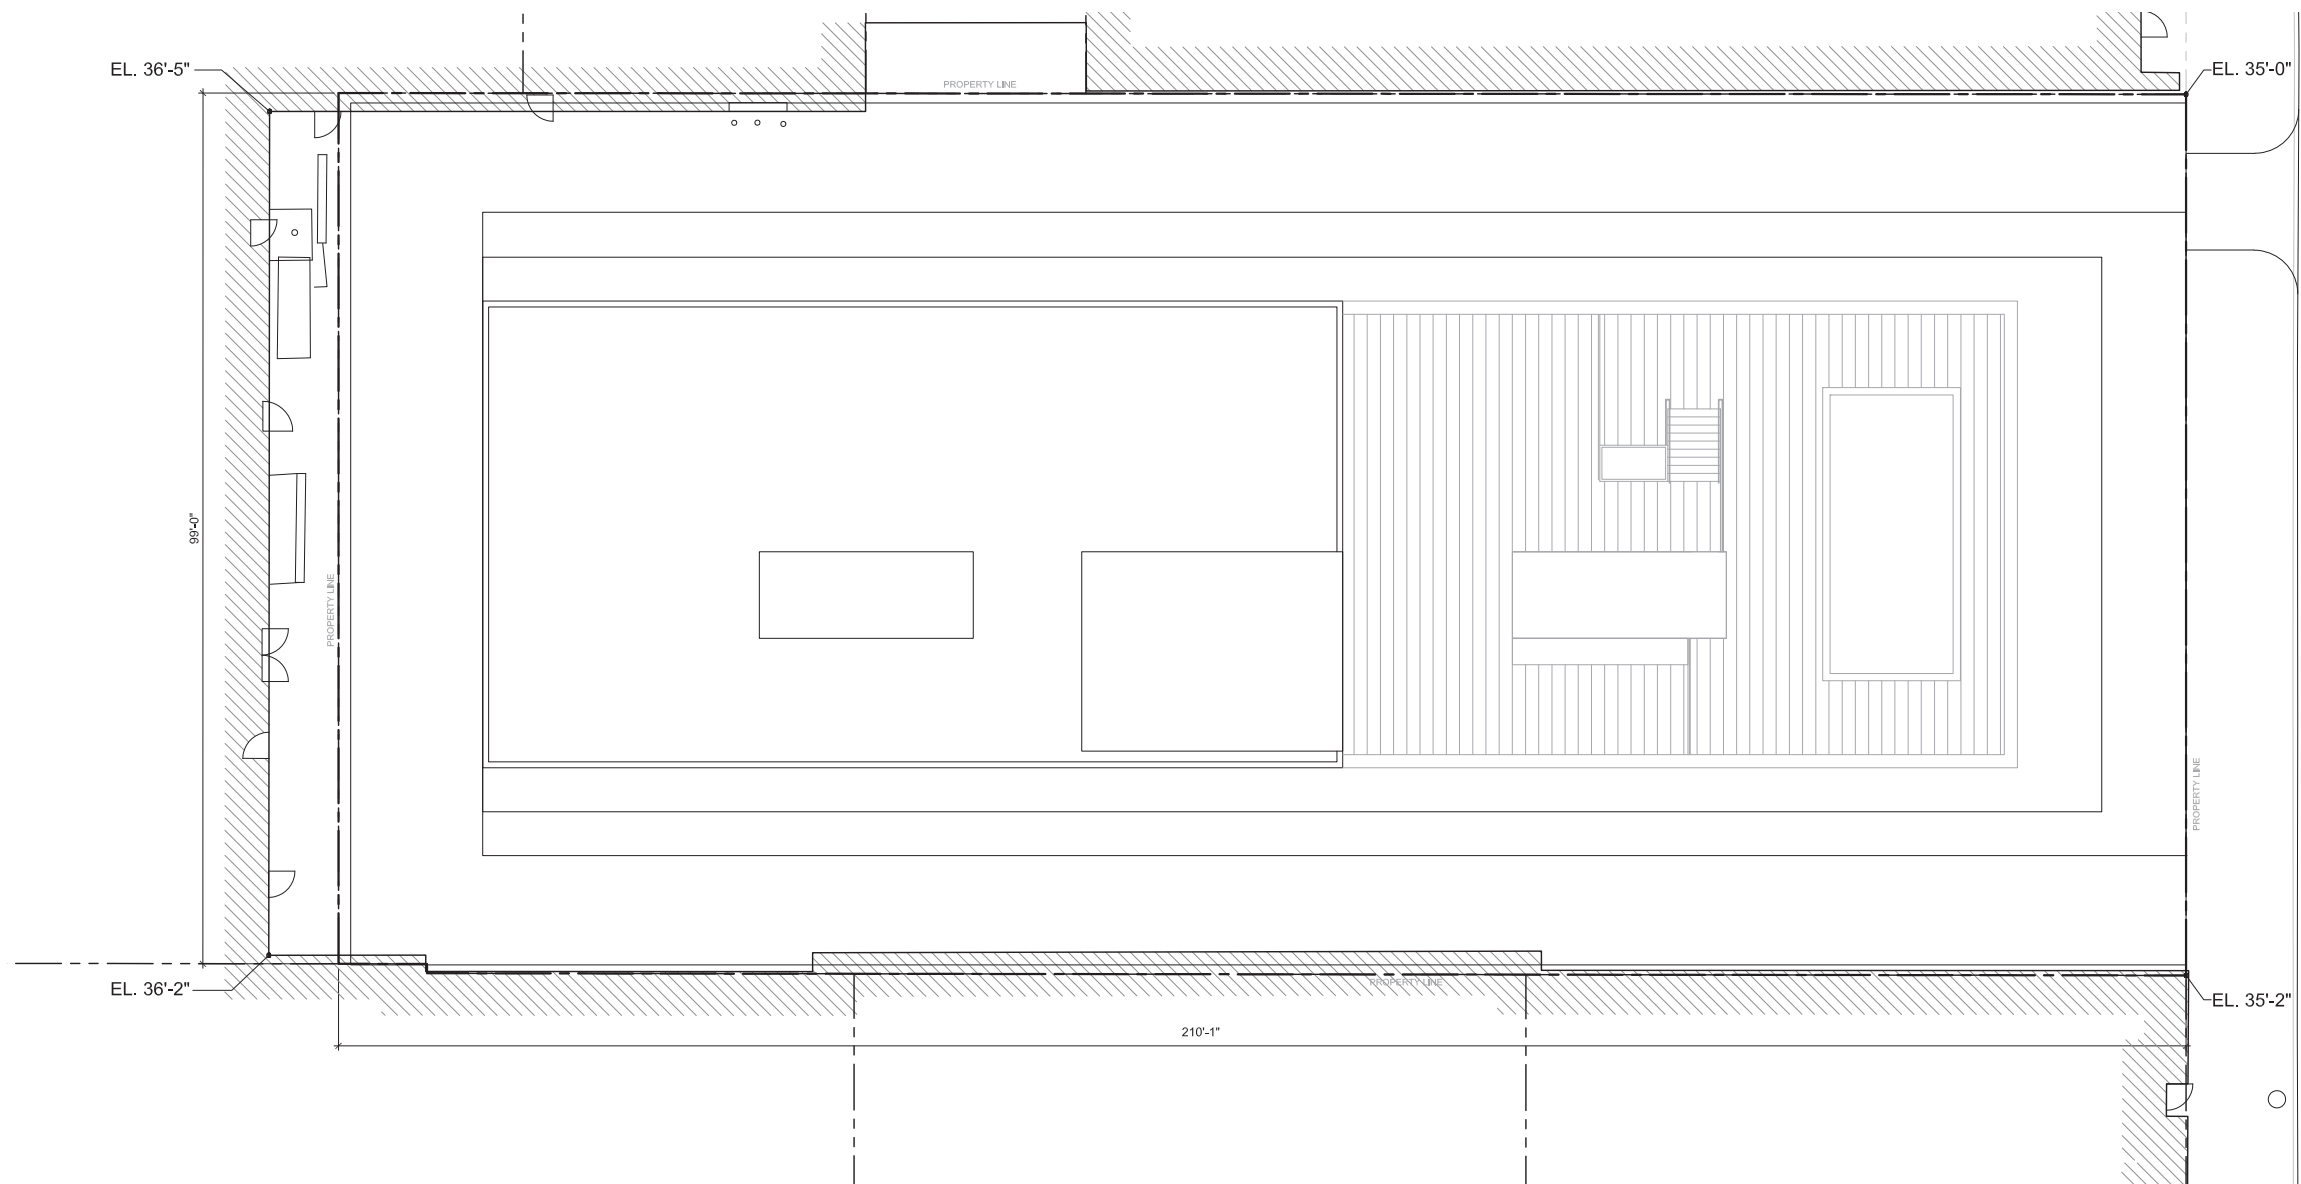 EL. 36'-5"
EL. 35'-0"
PROPERTY LINE
99'-0"
PROPERTY LINE
PROPERTY LINE
PROPERTY LINE
EL. 36'-2"
EL. 35'-2"
210'-1"